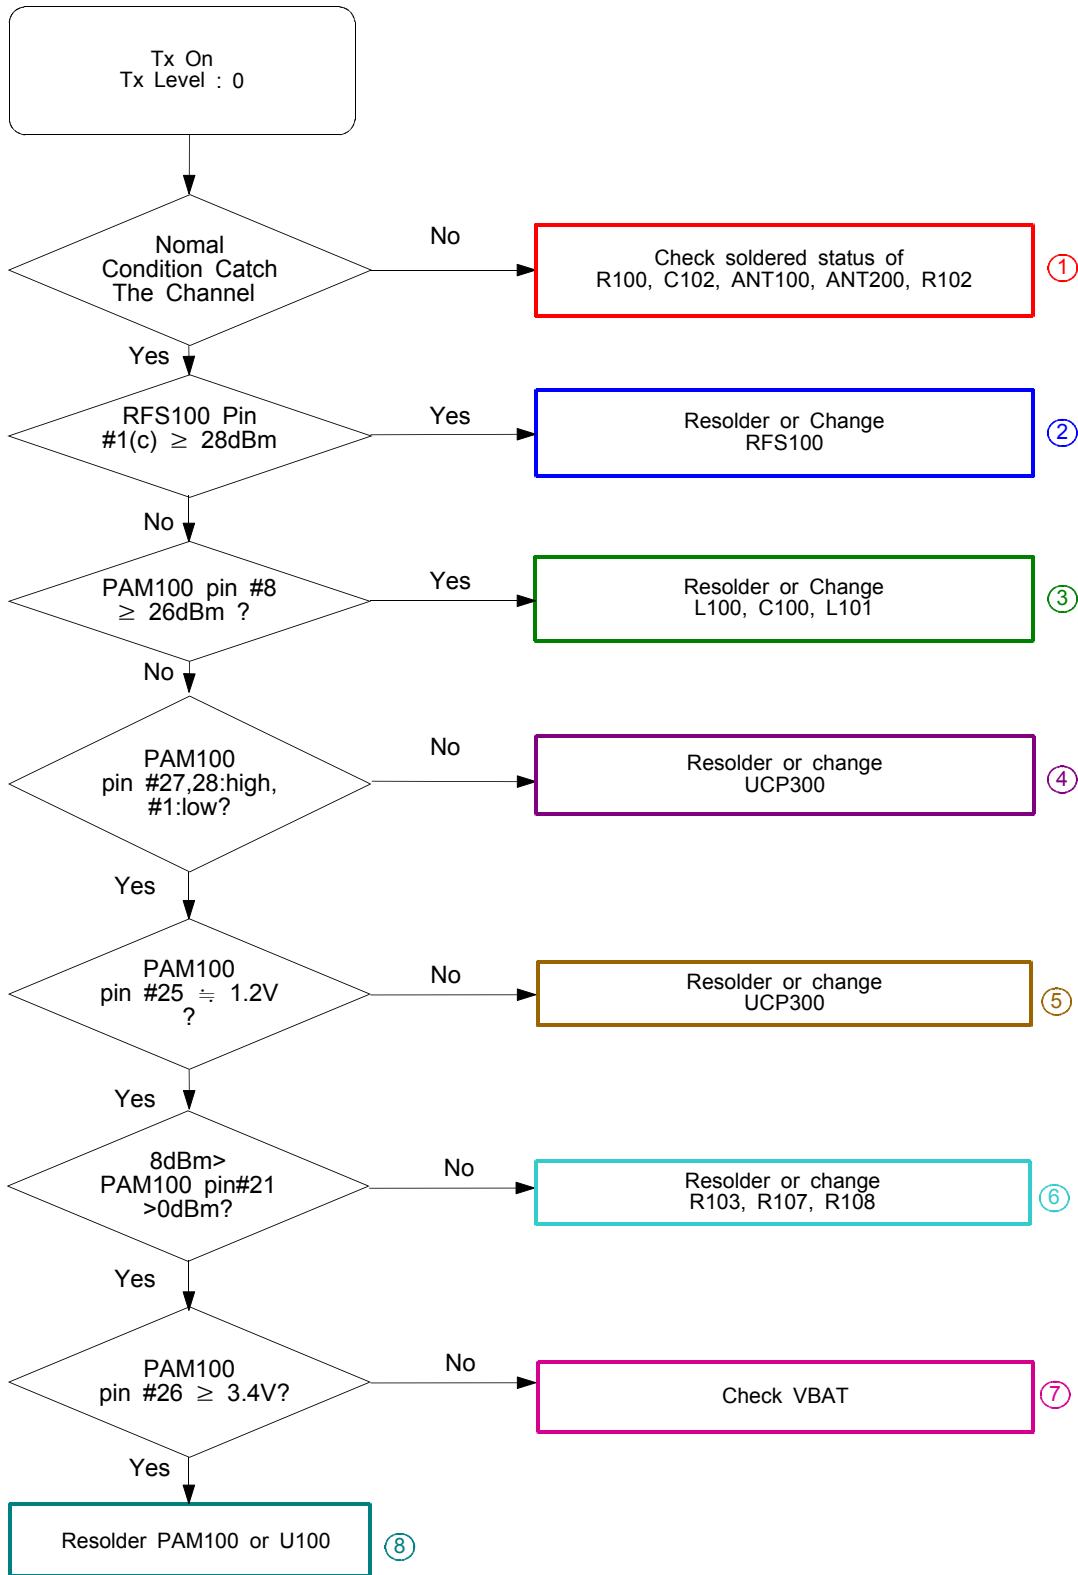 Tx On
Tx Level : 0
Nomal
Condition Catch
The Channel
No
Check soldered status of
R100, C102, ANT100, ANT200, R102
1
Yes
RFS100 Pin
#1(c) ≥ 28dBm
Yes
Resolder or Change
RFS100
2
No
PAM100 pin #8
≥ 26dBm ?
Yes
Resolder or Change
L100, C100, L101
3
No
PAM100
pin #27,28:high,
#1:low?
No
Resolder or change
UCP300
4
Yes
PAM100
pin #25 ≒ 1.2V
?
No
Resolder or change
UCP300
5
Yes
8dBm>
PAM100 pin#21
>0dBm?
No
Resolder or change
R103, R107, R108
6
Yes
PAM100
pin #26 ≥ 3.4V?
No
Check VBAT
7
Yes
Resolder PAM100 or U100
8